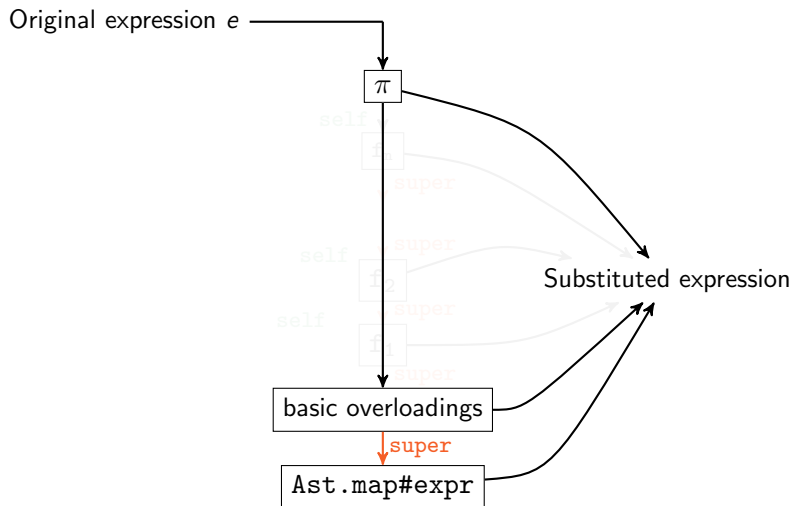 Original expression e
π
self
fn
super
super
self
f2
Substituted expression
super
self
f1
super
basic overloadings
super
Ast.map#expr